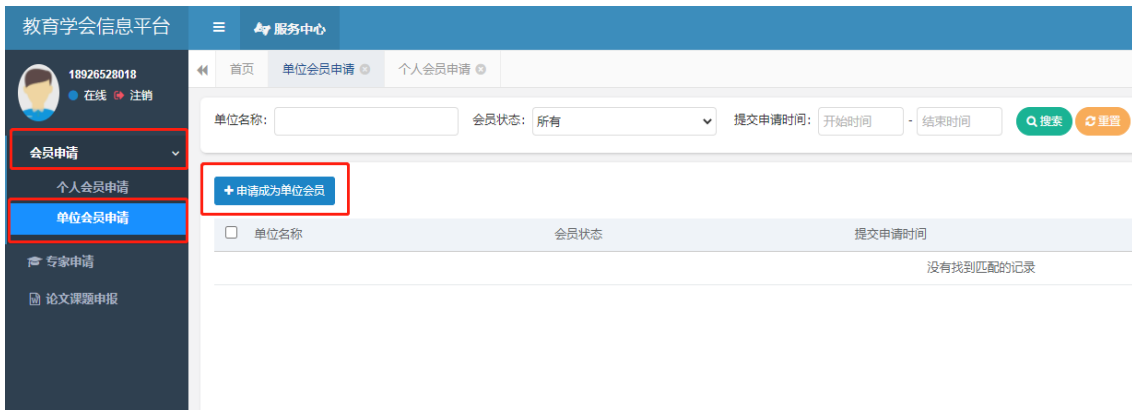 教育学会信息平台
服务中心
18926528018
在线 注销
首页 单位会员申请 个人会员申请
单位名称: 会员状态: 所有 提交申请时间: 开始时间 - 结束时间 搜索 重置
会员申请
个人会员申请
单位会员申请
专家申请
论文课题申报
+ 申请成为单位会员
单位名称 会员状态 提交申请时间
没有找到匹配的记录